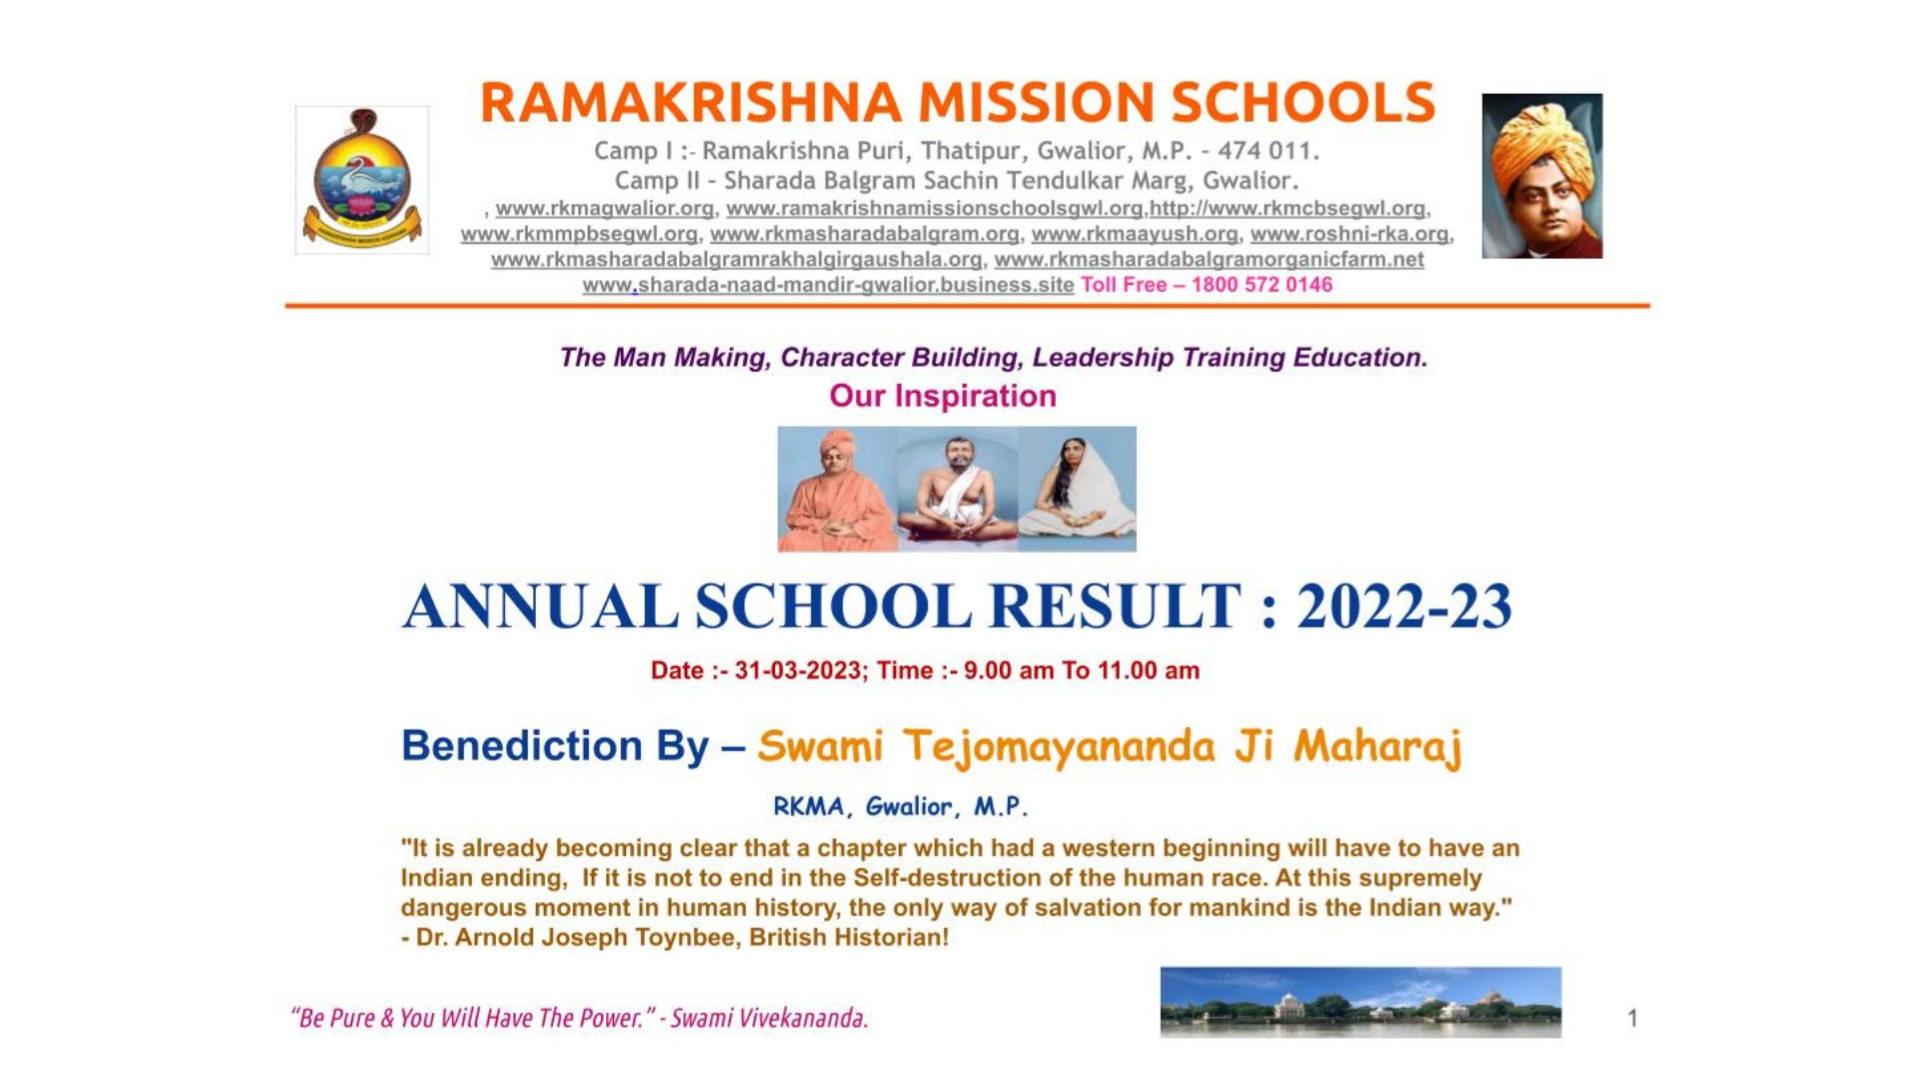 RAMAKRISHNA MISSION SCHOOLS
Camp I :- Ramakrishna Puri, Thatipur, Gwalior, M.P. - 474 011.
Camp II - Sharada Balgram Sachin Tendulkar Marg, Gwalior.
, www.rkmagwalior.org, www.ramakrishnamissionschoolsgwl.org,http://www.rkmcbsegwl.org,
www.rkmmpbsegwl.org, www.rkmasharadabalgram.org, www.rkmaayush.org, www.roshni-rka.org,
www.rkmasharadabalgramrakhalgirgaushala.org, www.rkmasharadabalgramorganicfarm.net
www.sharada-naad-mandir-gwalior.business.site Toll Free – 1800 572 0146
The Man Making, Character Building, Leadership Training Education.
Our Inspiration
ANNUAL SCHOOL RESULT : 2022-23
Date :- 31-03-2023; Time :- 9.00 am To 11.00 am
Benediction By – Swami Tejomayananda Ji Maharaj
RKMA, Gwalior, M.P.
"It is already becoming clear that a chapter which had a western beginning will have to have an
Indian ending, If it is not to end in the Self-destruction of the human race. At this supremely
dangerous moment in human history, the only way of salvation for mankind is the Indian way."
- Dr. Arnold Joseph Toynbee, British Historian!
“Be Pure & You Will Have The Power.” - Swami Vivekananda.
1